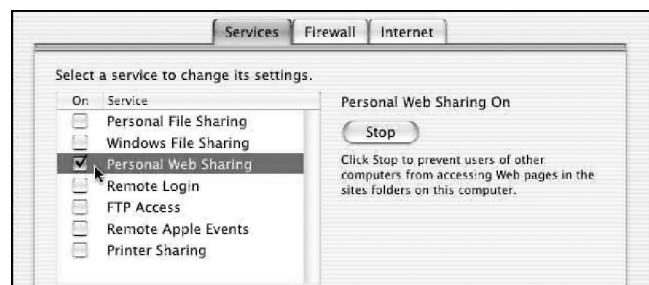 Services Firewall Internet
Select a service to change its settings.
On Service
Personal File Sharing
Windows File Sharing
Personal Web Sharing
Remote Login
FTP Access
Remote Apple Events
Printer Sharing
Personal Web Sharing On
Stop
Click Stop to prevent users of other
computers from accessing Web pages in the
sites folders on this computer.